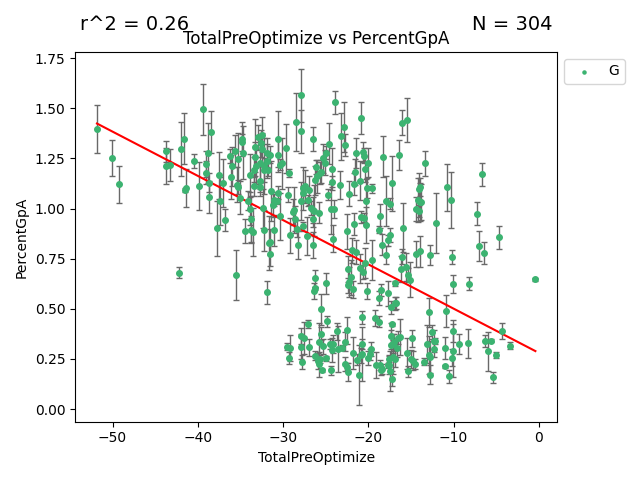 r^2 = 0.26
N = 304
TotalPreOptimize vs PercentGpA
G
1.75
1.50
1.25
1.00
0.75
0.50
0.25
0.00
PercentGpA
−50
−40
−30
−20
−10
0
TotalPreOptimize